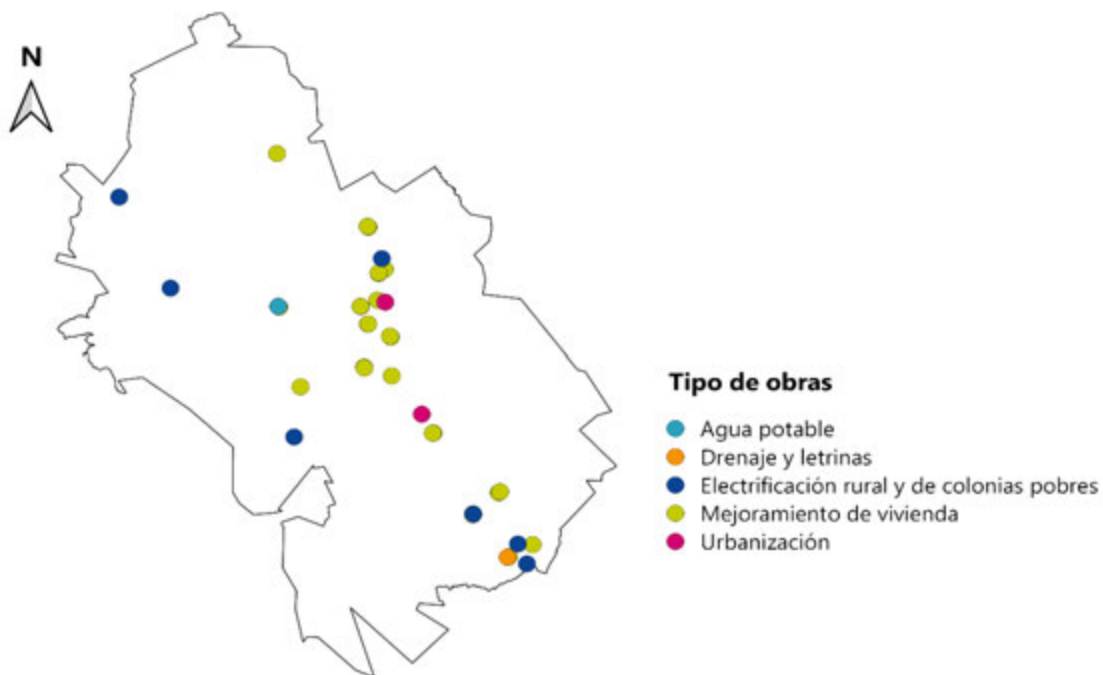 N
Tipo de obras
Agua potable
Drenaje y letrinas
Electrificación rural y de colonias pobres
Mejoramiento de vivienda
Urbanización